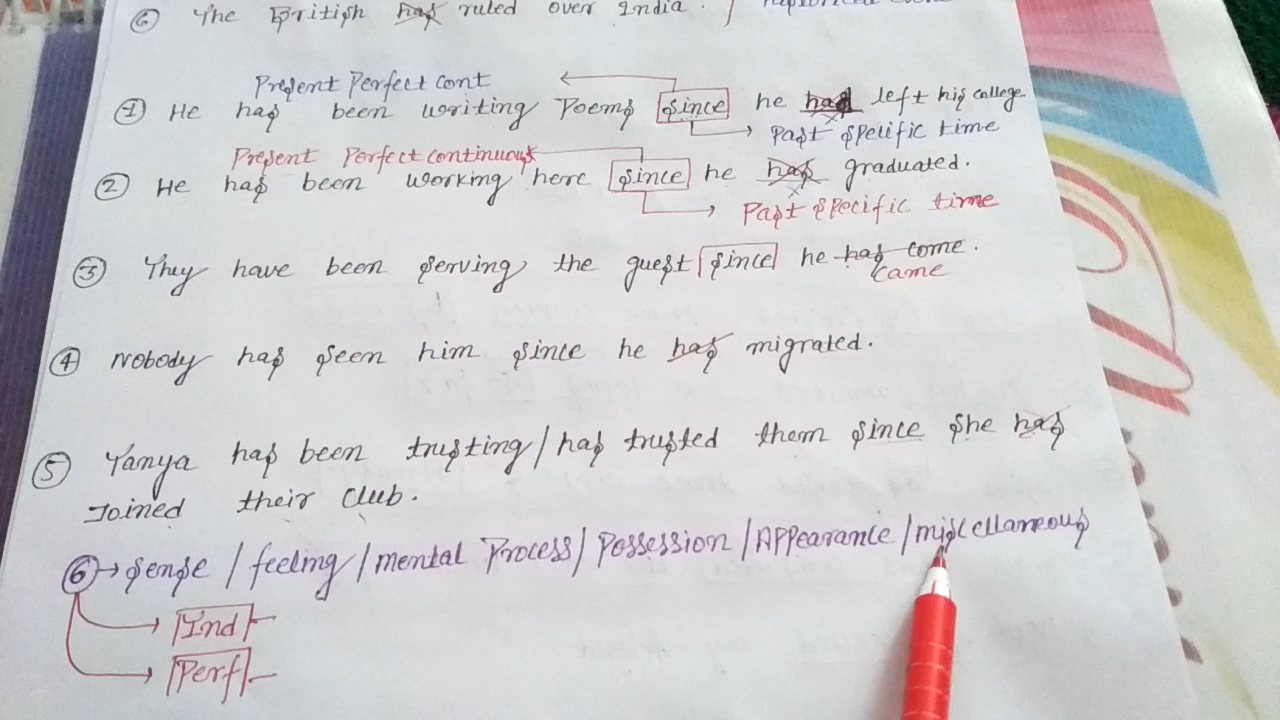 ⑥ The British has ruled over India.
Present Perfect cont
① He has been writing Poems since he had left his college
Past specific time
Present Perfect continuous
② He has been working here since he has graduated.
Past specific time
③ They have been serving the guest since he has come.
came
④ Nobody has seen him since he has migrated.
⑤ Tanya has been trusting/has trusted them since she has
Joined their club.
⑥→ sense / feeling / mental Process / Possession / Appearance / miscellaneous
Ind
Perf